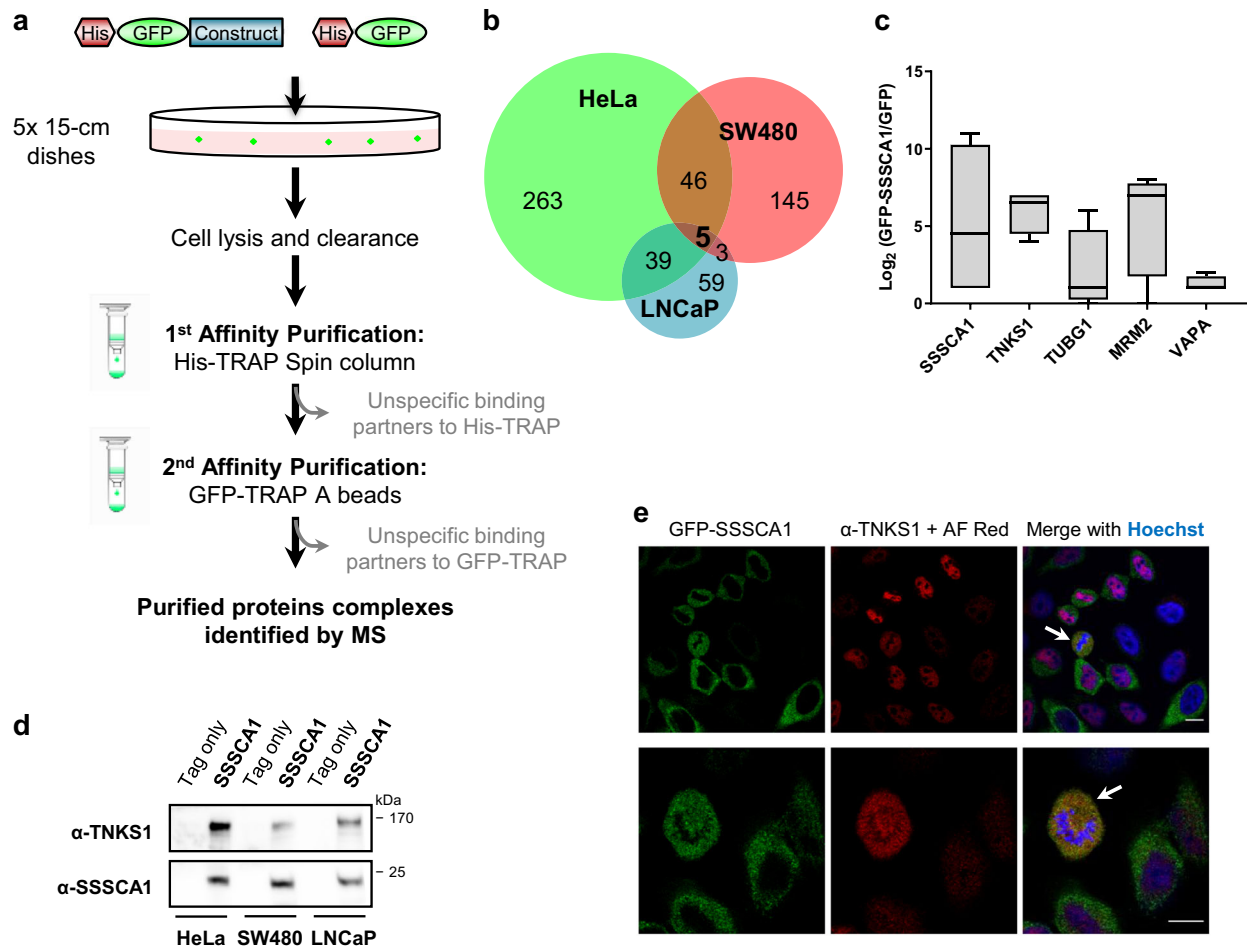 a
His GFP Construct
His GFP
5x 15-cm
dishes
Cell lysis and clearance
1st Affinity Purification:
His-TRAP Spin column
Unspecific binding
partners to His-TRAP
2nd Affinity Purification:
GFP-TRAP A beads
Unspecific binding
partners to GFP-TRAP
Purified proteins complexes
identified by MS
b
HeLa
SW480
46
263
145
5
3
39
59
LNCaP
c
Log2 (GFP-SSSCA1/GFP)
15
10
5
0
SSSCA1
TNKS1
TUBG1
MRM2
VAPA
d
Tag only
SSSCA1
Tag only
SSSCA1
Tag only
SSSCA1
kDa
α-TNKS1
– 170
α-SSSCA1
– 25
HeLa SW480 LNCaP
e
GFP-SSSCA1
α-TNKS1 + AF Red
Merge with Hoechst